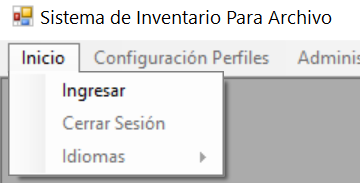 Sistema de Inventario Para Archivo
Inicio Configuración Perfiles
Ingresar
Cerrar Sesión
Idiomas